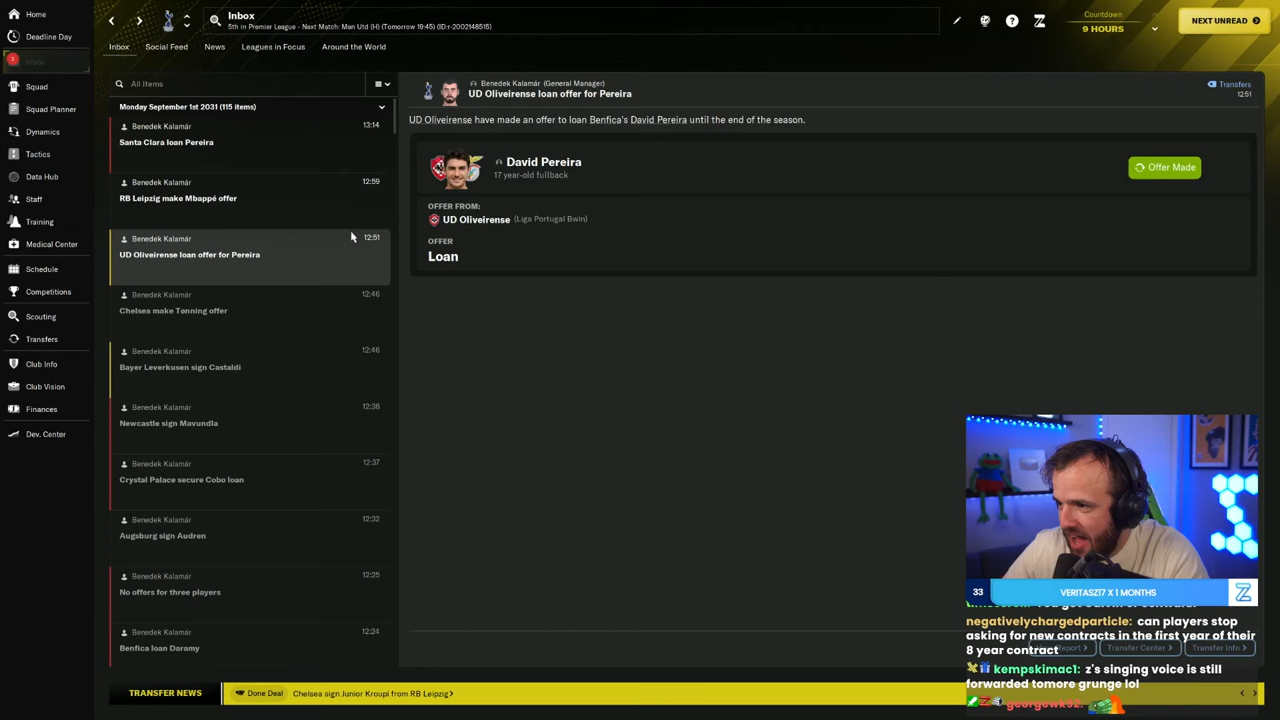 Home
Deadline Day
Inbox
Squad
Squad Planner
Dynamics
Tactics
Data Hub
Staff
Training
Medical Center
Schedule
Competitions
Scouting
Transfers
Club Info
Club Vision
Finances
Dev. Center
Inbox
5th in Premier League - Next Match: Man Utd (H) (Tomorrow 19:45) (ID:r-2002148515)
Countdown
9 HOURS
NEXT UNREAD
Inbox
Social Feed
News
Leagues in Focus
Around the World
All Items
Monday September 1st 2031 (115 items)
Benedek Kalamár 13:14
Santa Clara loan Pereira
Benedek Kalamár 12:59
RB Leipzig make Mbappé offer
Benedek Kalamár 12:51
UD Oliveirense loan offer for Pereira
Benedek Kalamár 12:46
Chelsea make Tønning offer
Benedek Kalamár 12:46
Bayer Leverkusen sign Castaldi
Benedek Kalamár 12:38
Newcastle sign Mavundla
Benedek Kalamár 12:37
Crystal Palace secure Cobo loan
Benedek Kalamár 12:32
Augsburg sign Audren
Benedek Kalamár 12:25
No offers for three players
Benedek Kalamár 12:24
Benfica loan Daramy
Benedek Kalamár (General Manager)
UD Oliveirense loan offer for Pereira
Transfers
12:51
UD Oliveirense have made an offer to loan Benfica's David Pereira until the end of the season.
David Pereira
17 year-old fullback
Offer Made
OFFER FROM:
UD Oliveirense (Liga Portugal Bwin)
OFFER
Loan
33 VERITASZ17 X 1 MONTHS
negativelychargedparticle: can players stop
asking for new contracts in the first year of their
8 year contract
Transfer Center >
Transfer Info >
kempskimac1: z's singing voice is still
forwarded tomore grunge lol
georgewk92:
TRANSFER NEWS
Done Deal
Chelsea sign Junior Kroupi from RB Leipzig>